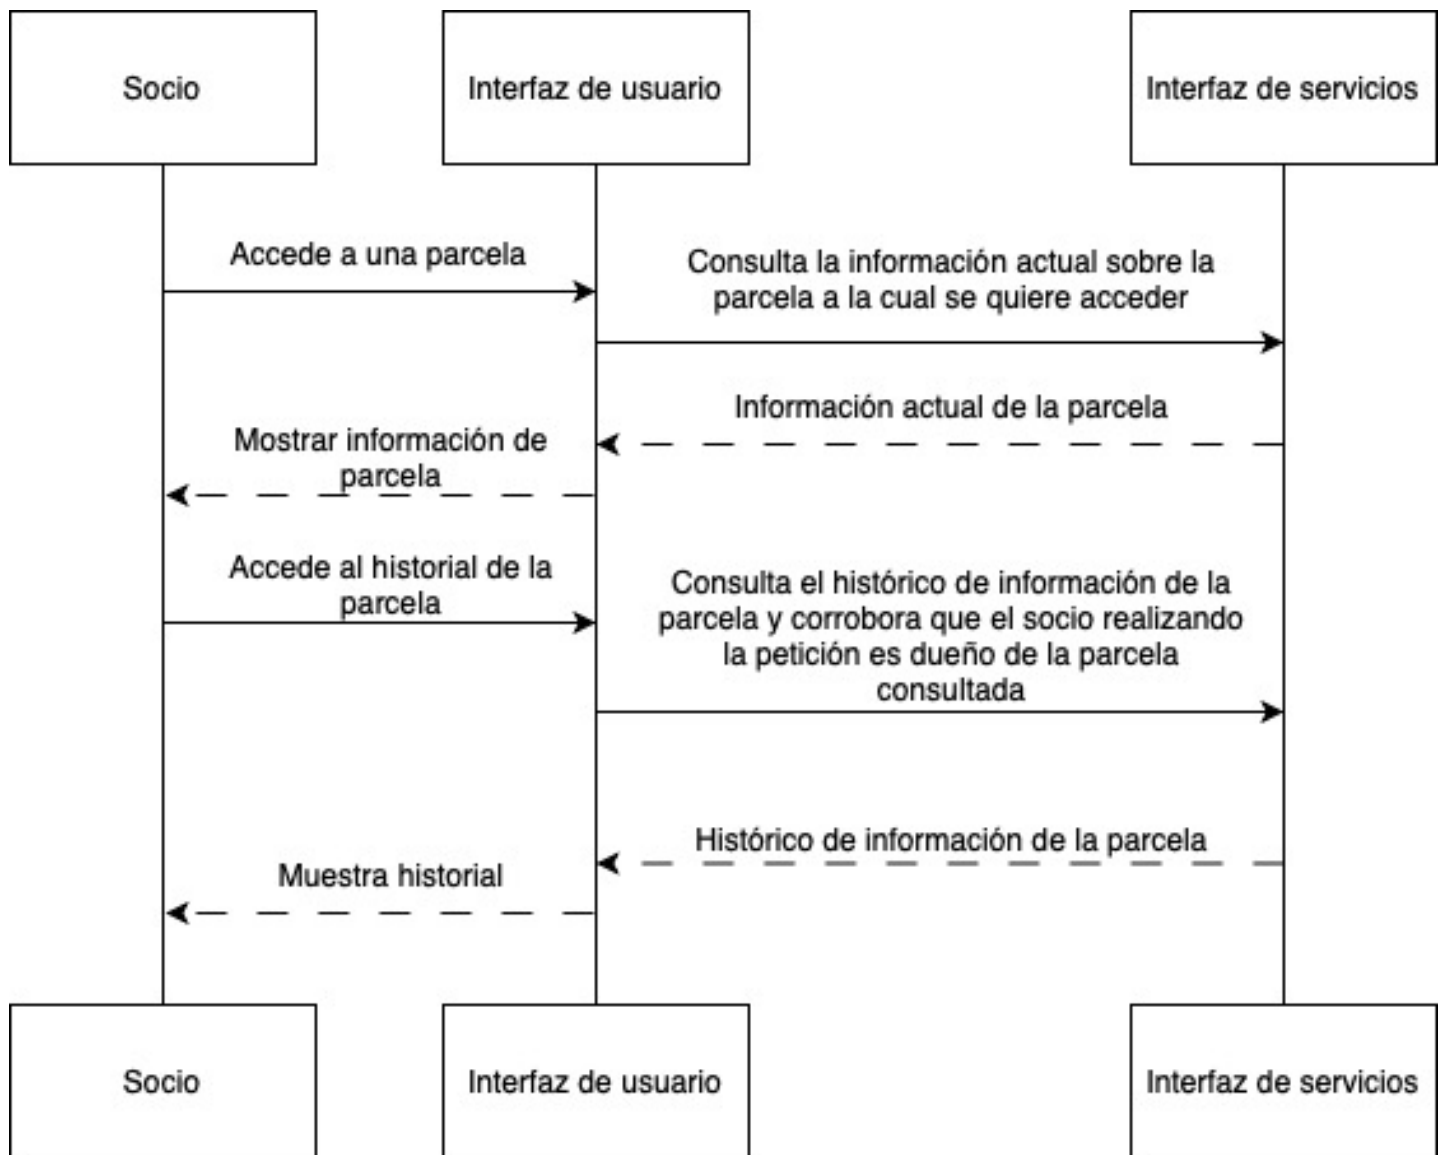 Socio
Interfaz de usuario
Interfaz de servicios
Accede a una parcela
Consulta la información actual sobre la
parcela a la cual se quiere acceder
Información actual de la parcela
Mostrar información de
parcela
Accede al historial de la
parcela
Consulta el histórico de información de la
parcela y corrobora que el socio realizando
la petición es dueño de la parcela
consultada
Histórico de información de la parcela
Muestra historial
Socio
Interfaz de usuario
Interfaz de servicios